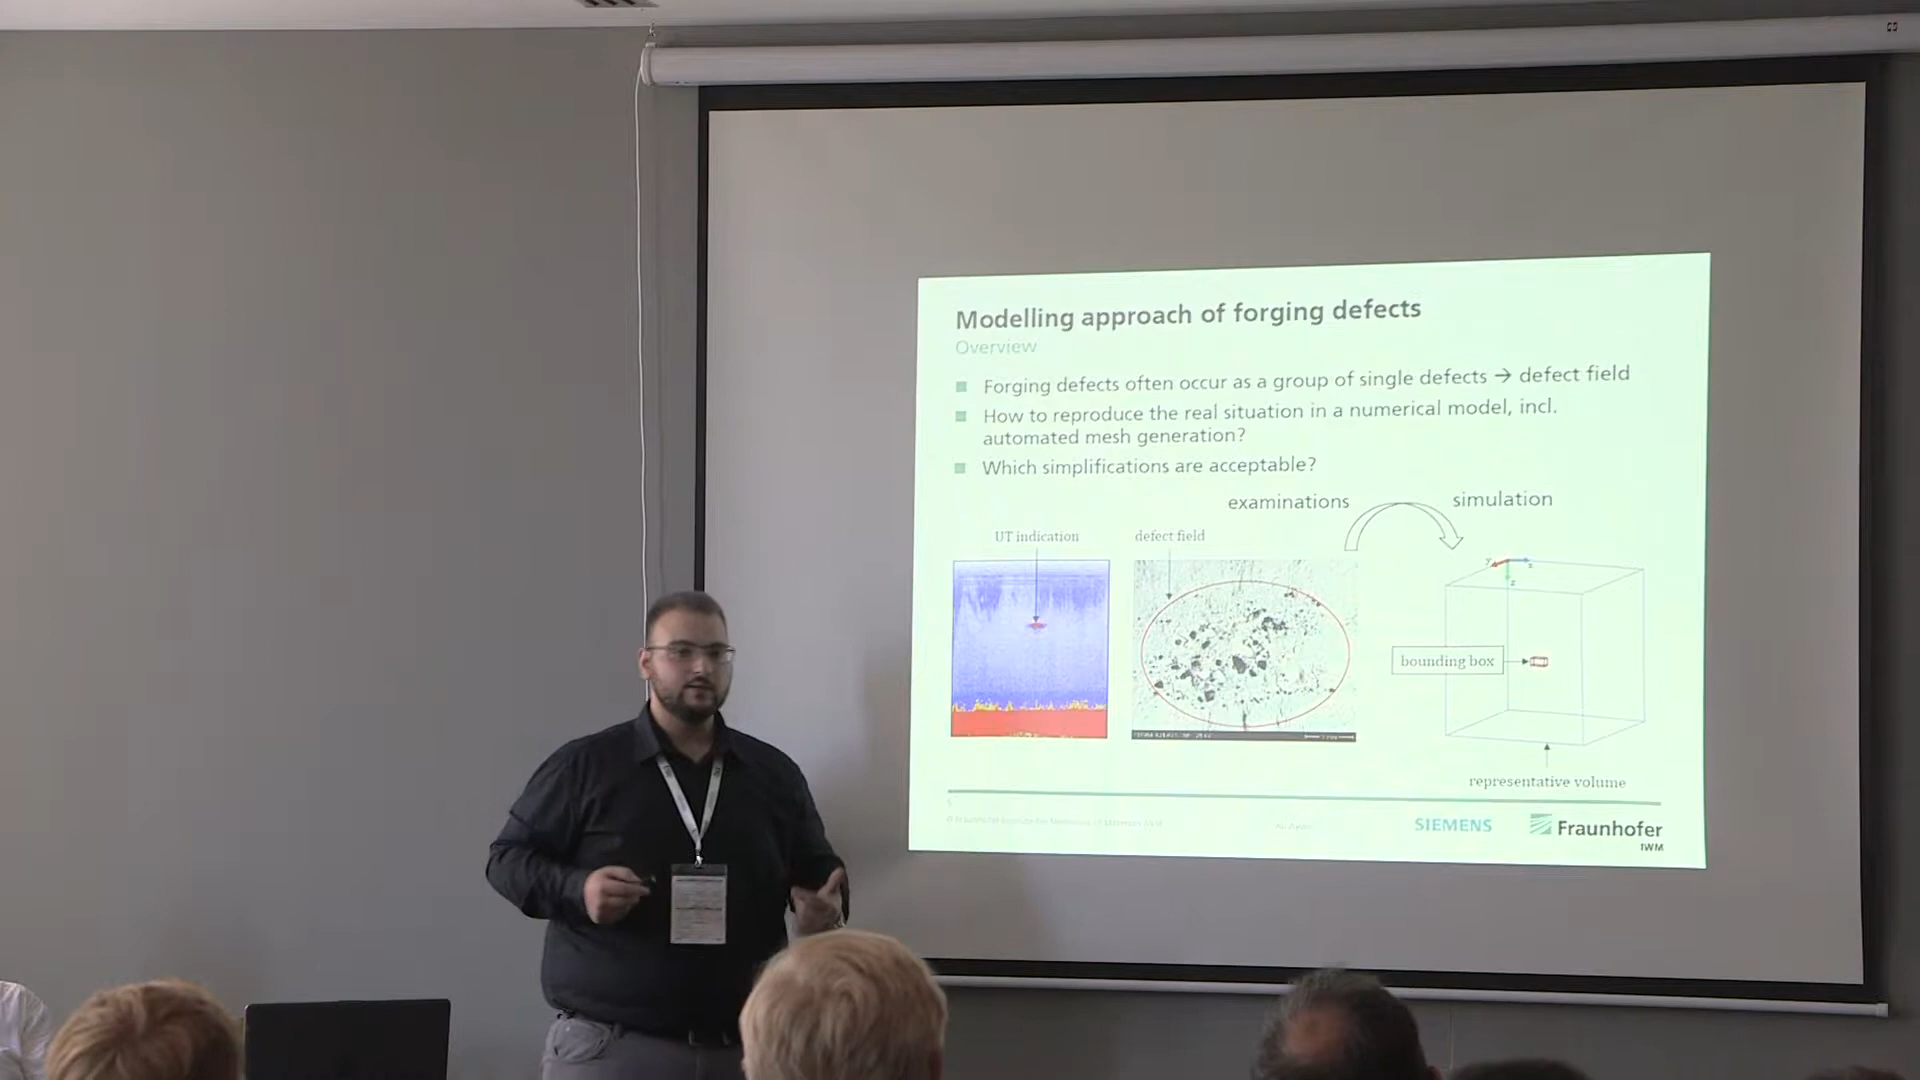 Modelling approach of forging defects
Overview
Forging defects often occur as a group of single defects → defect field
How to reproduce the real situation in a numerical model, incl.
automated mesh generation?
Which simplifications are acceptable?
examinations
simulation
UT indication
defect field
y
x
z
bounding box
representative volume
SIEMENS
Fraunhofer
IWM